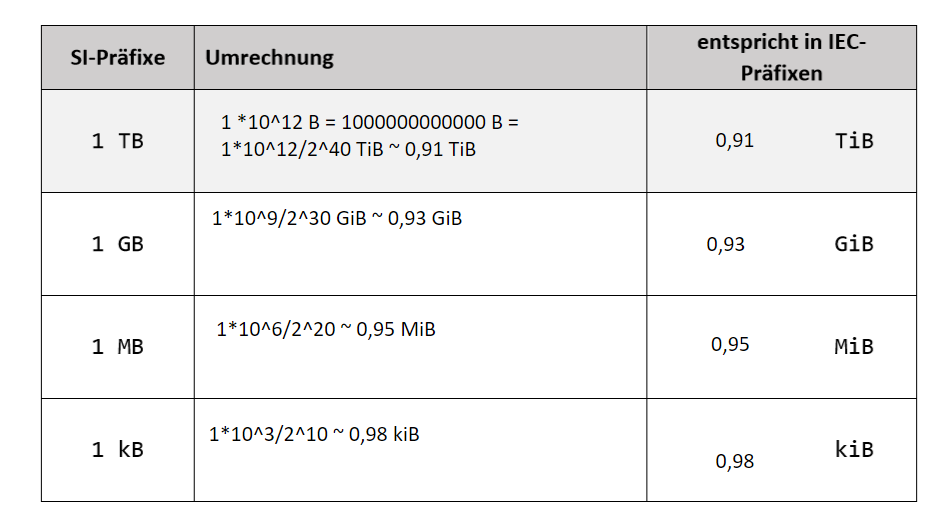 SI-Präfixe
Umrechnung
entspricht in IEC-
Präfixen
1 TB
1 *10^12 B = 1000000000000 B =
1*10^12/2^40 TiB ~ 0,91 TiB
0,91
TiB
1 GB
1*10^9/2^30 GiB ~ 0,93 GiB
0,93
GiB
1 MB
1*10^6/2^20 ~ 0,95 MiB
0,95
MiB
1 kB
1*10^3/2^10 ~ 0,98 kiB
0,98
kiB